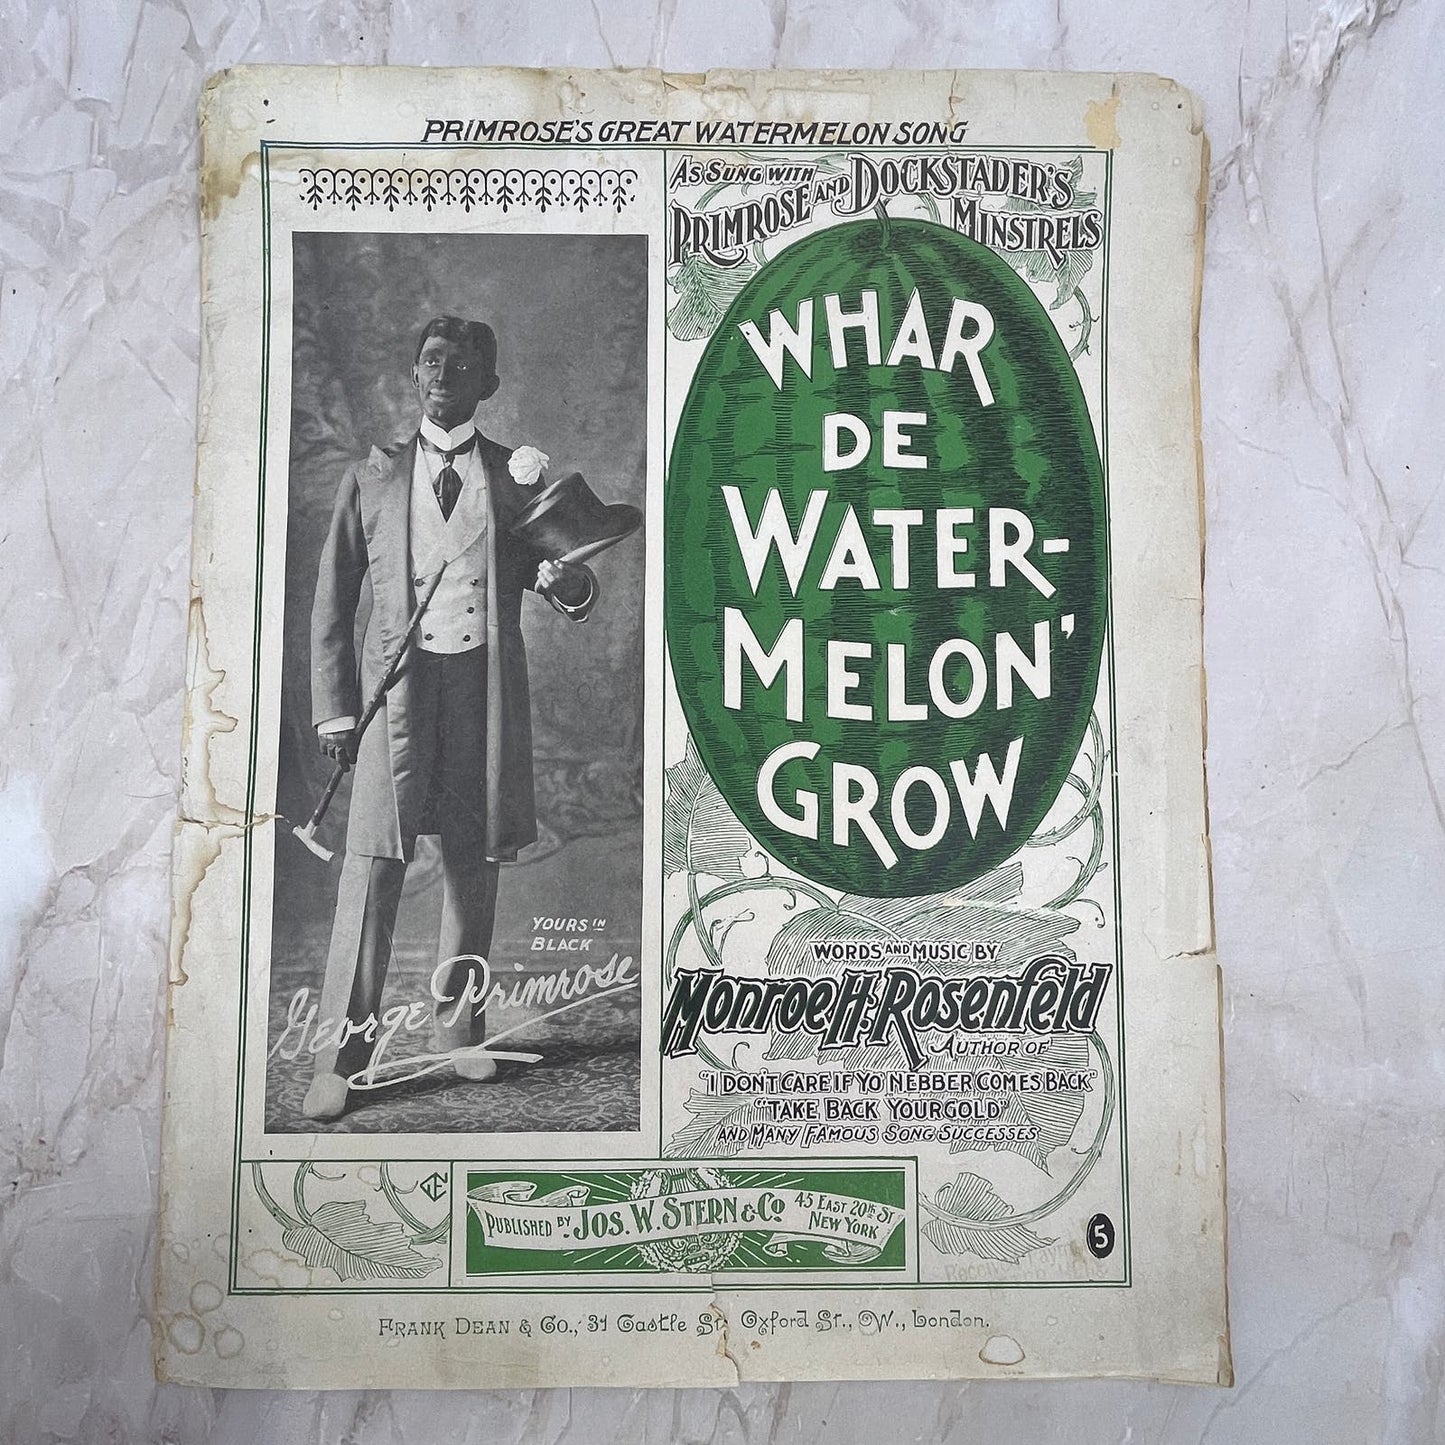 PRIMROSE'S GREAT WATERMELON SONG
AS SUNG WITH
PRIMROSE AND DOCKSTADER'S
MINSTRELS
WHAR
DE
WATER-
MELON'
GROW
YOURS IN
BLACK
George Primrose
WORDS AND MUSIC BY
Monroe H. Rosenfeld
AUTHOR OF
"I DON'T CARE IF YO' NEBBER COMES BACK"
"TAKE BACK YOUR GOLD"
AND MANY FAMOUS SONG SUCCESSES
PUBLISHED BY JOS. W. STERN & CO
45 EAST 20th ST
NEW YORK
5
FRANK DEAN & CO., 31 Castle St Oxford St., W., London.